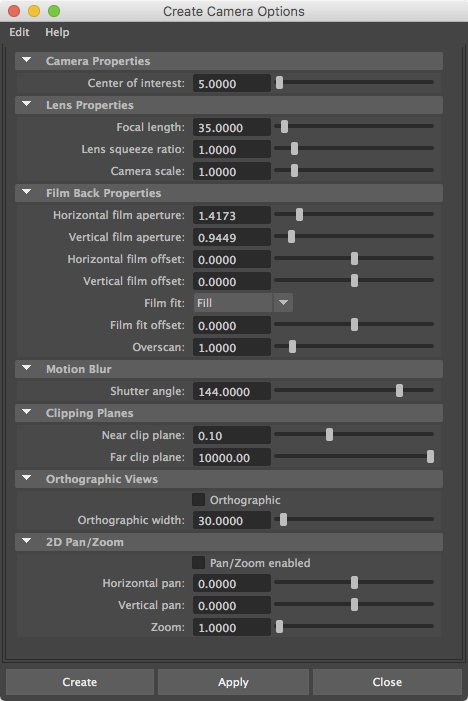 Create Camera Options
Edit Help
Camera Properties
Center of interest: 5.0000
Lens Properties
Focal length: 35.0000
Lens squeeze ratio: 1.0000
Camera scale: 1.0000
Film Back Properties
Horizontal film aperture: 1.4173
Vertical film aperture: 0.9449
Horizontal film offset: 0.0000
Vertical film offset: 0.0000
Film fit: Fill
Film fit offset: 0.0000
Overscan: 1.0000
Motion Blur
Shutter angle: 144.0000
Clipping Planes
Near clip plane: 0.10
Far clip plane: 10000.00
Orthographic Views
Orthographic
Orthographic width: 30.0000
2D Pan/Zoom
Pan/Zoom enabled
Horizontal pan: 0.0000
Vertical pan: 0.0000
Zoom: 1.0000
Create Apply Close